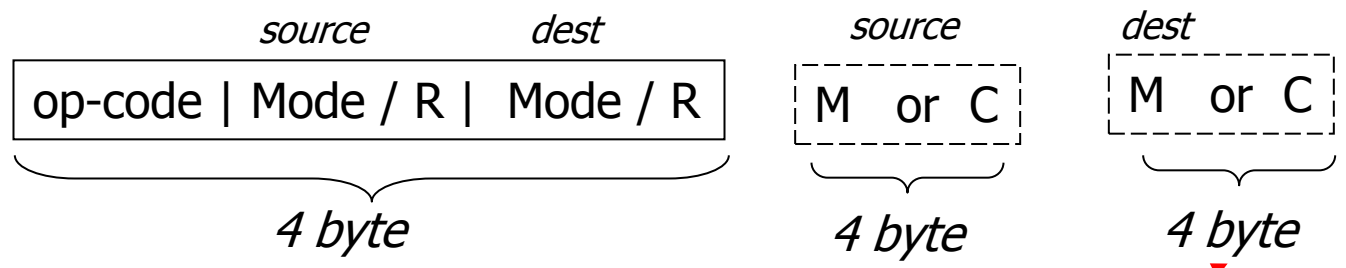 source dest source dest
op-code | Mode / R | Mode / R M or C M or C
4 byte 4 byte 4 byte